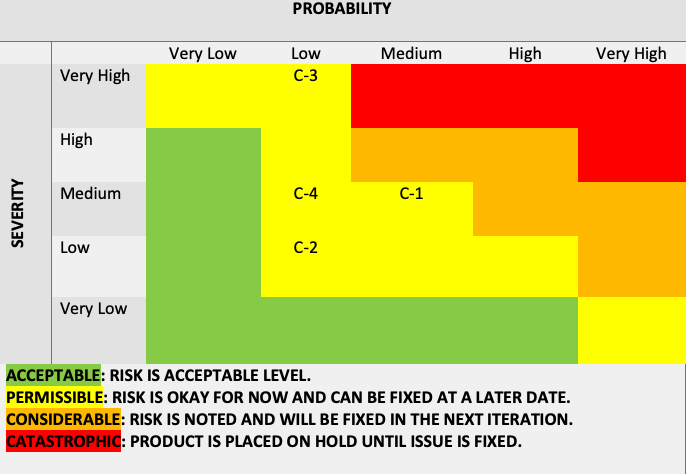 PROBABILITY
Very Low Low Medium High Very High
Very High C-3
High
SEVERITY
Medium C-4 C-1
Low C-2
Very Low
ACCEPTABLE: RISK IS ACCEPTABLE LEVEL.
PERMISSIBLE: RISK IS OKAY FOR NOW AND CAN BE FIXED AT A LATER DATE.
CONSIDERABLE: RISK IS NOTED AND WILL BE FIXED IN THE NEXT ITERATION.
CATASTROPHIC: PRODUCT IS PLACED ON HOLD UNTIL ISSUE IS FIXED.